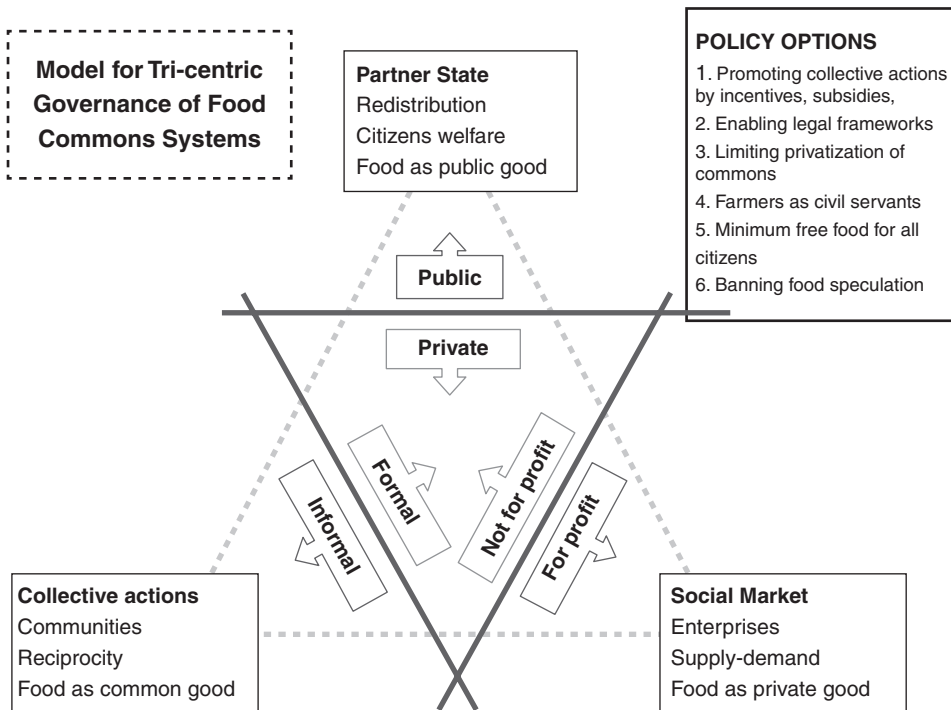 Model for Tri-centric
Governance of Food
Commons Systems
Partner State
Redistribution
Citizens welfare
Food as public good
POLICY OPTIONS
1. Promoting collective actions
by incentives, subsidies,
2. Enabling legal frameworks
3. Limiting privatization of
commons
4. Farmers as civil servants
5. Minimum free food for all
citizens
6. Banning food speculation
Public
Private
Informal
Formal
Not for profit
For profit
Collective actions
Communities
Reciprocity
Food as common good
Social Market
Enterprises
Supply-demand
Food as private good